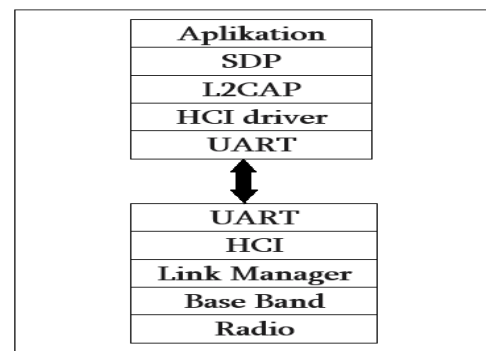 Aplikation
SDP
L2CAP
HCI driver
UART
UART
HCI
Link Manager
Base Band
Radio